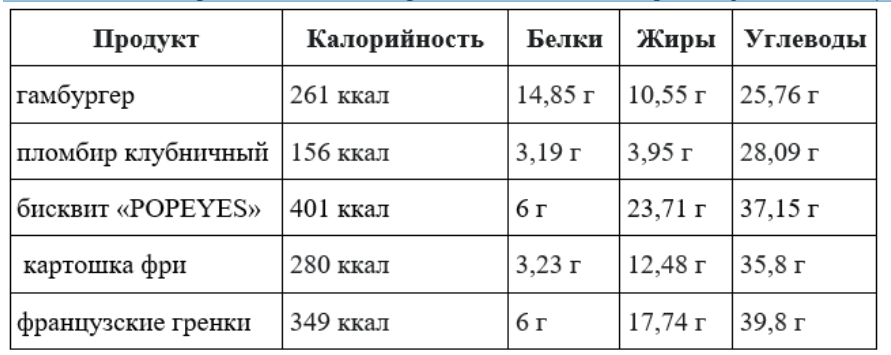 Продукт Калорийность Белки Жиры Углеводы
гамбургер 261 ккал 14,85 г 10,55 г 25,76 г
пломбир клубничный 156 ккал 3,19 г 3,95 г 28,09 г
бисквит «POPEYES» 401 ккал 6 г 23,71 г 37,15 г
картошка фри 280 ккал 3,23 г 12,48 г 35,8 г
французские гренки 349 ккал 6 г 17,74 г 39,8 г